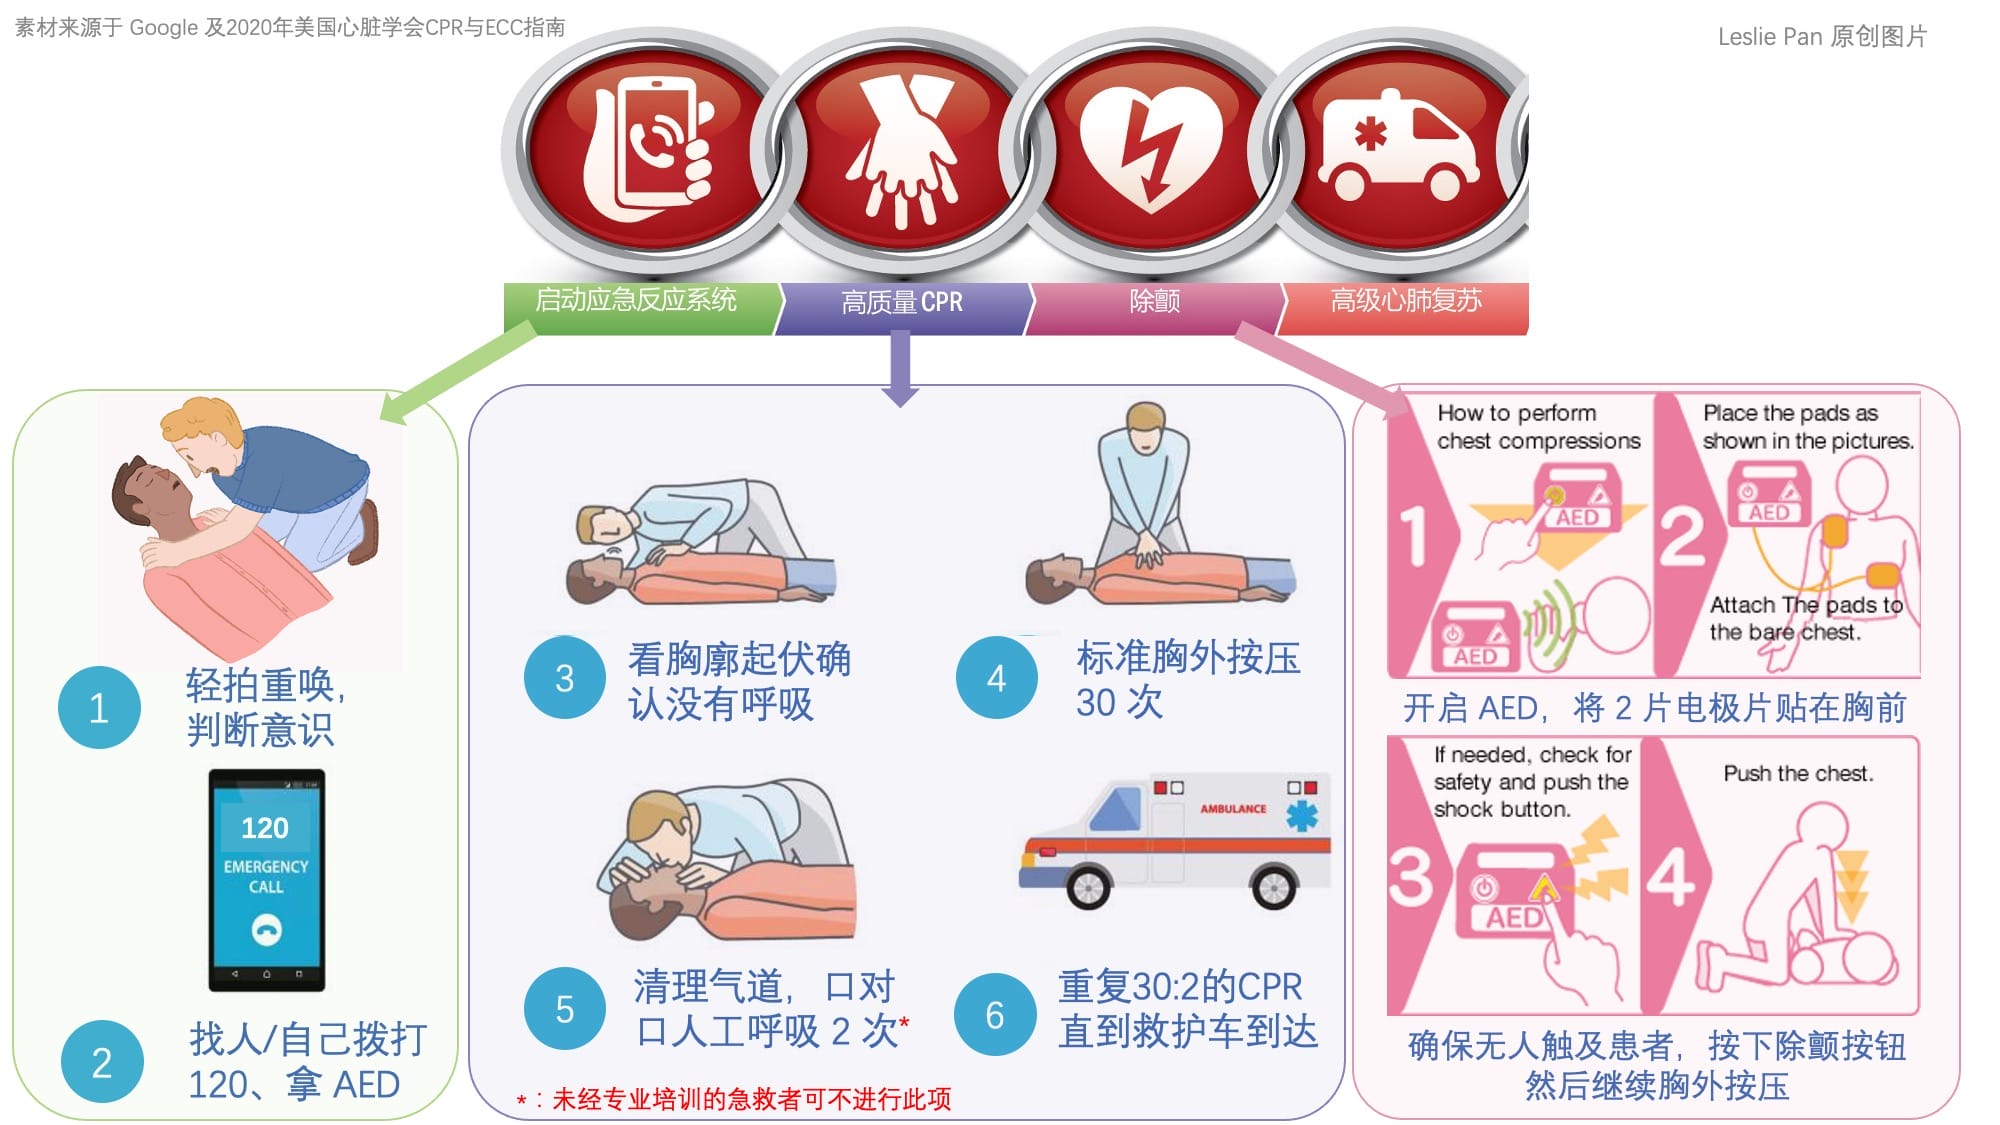 素材来源于 Google 及2020年美国心脏学会CPR与ECC指南
Leslie Pan 原创图片
启动应急反应系统
高质量CPR
除颤
高级心肺复苏
1
轻拍重唤,
判断意识
120
EMERGENCY
CALL
2
找人/自己拨打
120、拿 AED
3
看胸廓起伏确
认没有呼吸
4
标准胸外按压
30 次
5
清理气道，口对
口人工呼吸 2 次*
AMBULANCE
6
重复30:2的CPR
直到救护车到达
*：未经专业培训的急救者可不进行此项
1
How to perform
chest compressions
AED
AED
2
Place the pads as
shown in the pictures.
AED
Attach The pads to
the bare chest.
开启 AED，将 2 片电极片贴在胸前
3
If needed, check for
safety and push the
shock button.
AED
4
Push the chest.
确保无人触及患者，按下除颤按钮
然后继续胸外按压